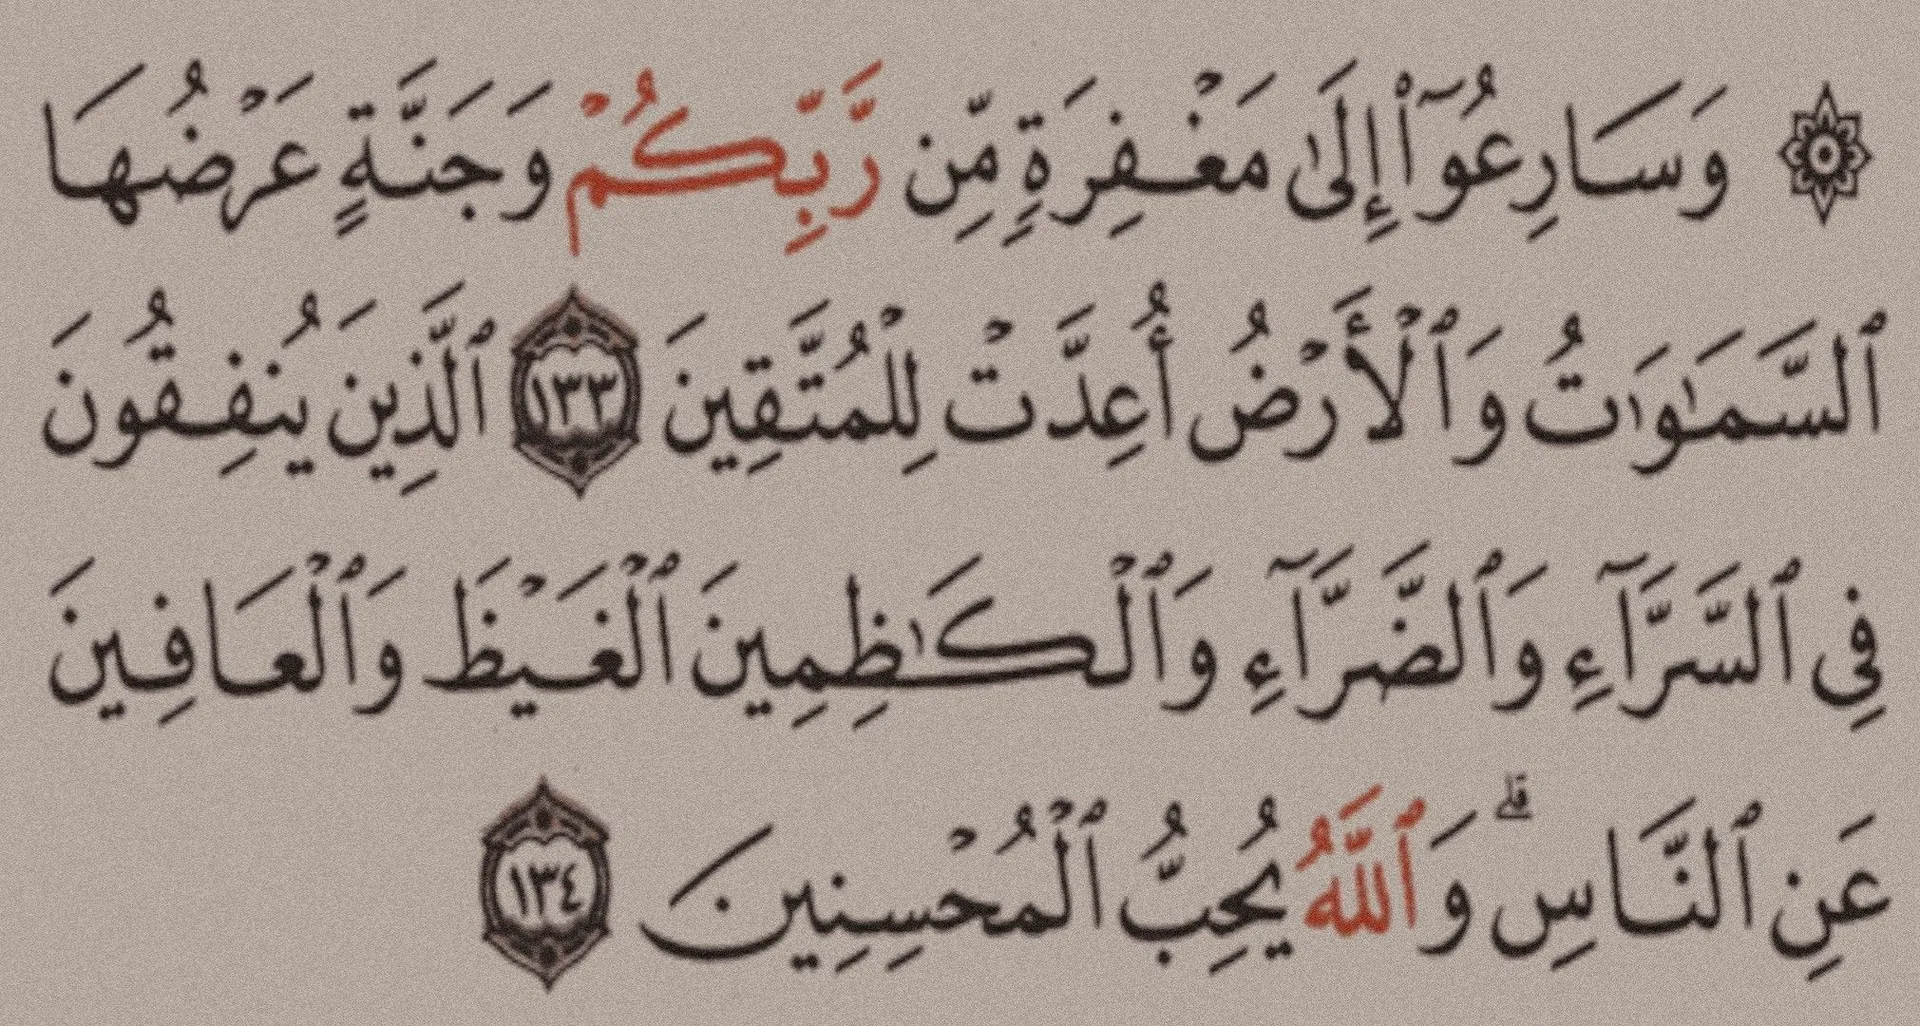 ۞ وَسَارِعُوٓا۟ إِلَىٰ مَغْفِرَةٍ مِّن رَّبِّكُمْ وَجَنَّةٍ عَرْضُهَا
ٱلسَّمَـٰوَٰتُ وَٱلْأَرْضُ أُعِدَّتْ لِلْمُتَّقِينَ ١٣٣ ٱلَّذِينَ يُنفِقُونَ
فِى ٱلسَّرَّآءِ وَٱلضَّرَّآءِ وَٱلْكَـٰظِمِينَ ٱلْغَيْظَ وَٱلْعَافِينَ
عَنِ ٱلنَّاسِ ۗ وَٱللَّهُ يُحِبُّ ٱلْمُحْسِنِينَ ١٣٤